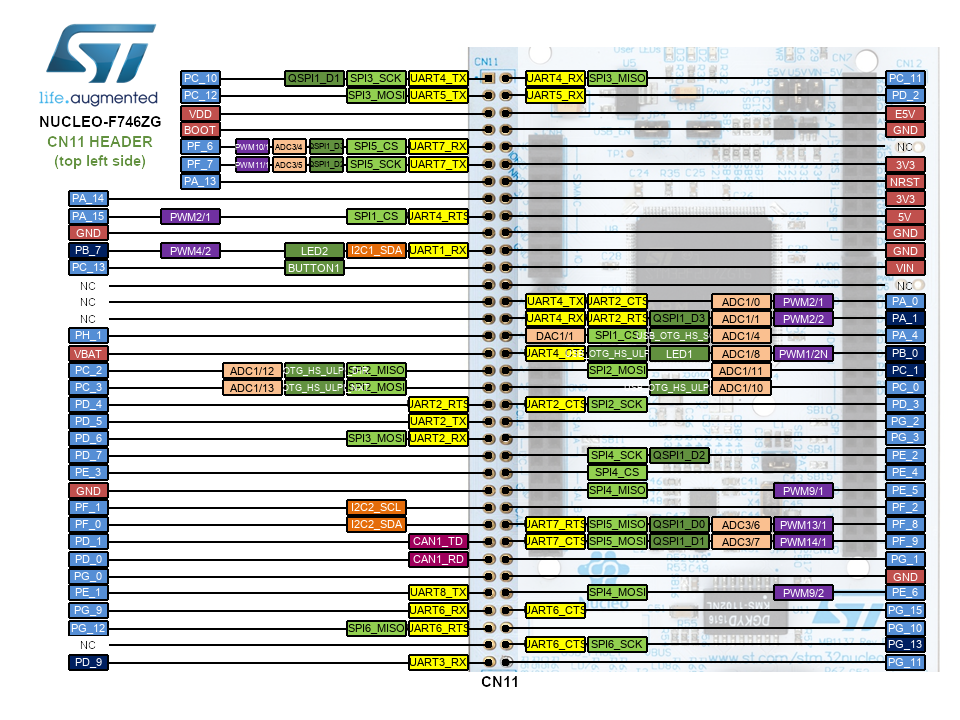 life.augmented
NUCLEO-F746ZG
CN11 HEADER
(top left side)
CN11
CN7
CN12
PC_10 QSPI1_D1 SPI3_SCK UART4_TX UART4_RX SPI3_MISO PC_11
PC_12 SPI3_MOSI UART5_TX UART5_RX PD_2
VDD E5V
BOOT GND
PF_6 PWM10/1 ADC3/4 QSPI1_D3 SPI5_CS UART7_RX NC
PF_7 PWM11/1 ADC3/5 QSPI1_D2 SPI5_SCK UART7_TX 3V3
PA_13 NRST
PA_14 3V3
PA_15 PWM2/1 SPI1_CS UART4_RTS 5V
GND GND
PB_7 PWM4/2 LED2 I2C1_SDA UART1_RX GND
PC_13 BUTTON1 VIN
NC NC
NC UART4_TX UART2_CTS ADC1/0 PWM2/1 PA_0
NC UART4_RX UART2_RTS QSPI1_D3 ADC1/1 PWM2/2 PA_1
PH_1 DAC1/1 SPI1_CS ADC1/4 PA_4
VBAT UART4_CTS OTG_HS_ULP LED1 ADC1/8 PWM1/2N PB_0
PC_2 ADC1/12 OTG_HS_ULP SPI2_MISO SPI2_MOSI ADC1/11 PC_1
PC_3 ADC1/13 OTG_HS_ULP SPI2_MOSI OTG_HS_ULP ADC1/10 PC_0
PD_4 UART2_RTS UART2_CTS SPI2_SCK PD_3
PD_5 UART2_TX PG_2
PD_6 SPI3_MOSI UART2_RX PG_3
PD_7 SPI4_SCK QSPI1_D2 PE_2
PE_3 SPI4_CS PE_4
GND SPI4_MISO PWM9/1 PE_5
PF_1 I2C2_SCL PF_2
PF_0 I2C2_SDA UART7_RTS SPI5_MISO QSPI1_D0 ADC3/6 PWM13/1 PF_8
PD_1 CAN1_TD UART7_CTS SPI5_MOSI QSPI1_D1 ADC3/7 PWM14/1 PF_9
PD_0 CAN1_RD PG_1
PG_0 GND
PE_1 UART8_TX SPI4_MOSI PWM9/2 PE_6
PG_9 UART6_RX UART6_CTS PG_15
PG_12 SPI6_MISO UART6_RTS PG_10
NC UART6_CTS SPI6_SCK PG_13
PD_9 UART3_RX PG_11
CN11